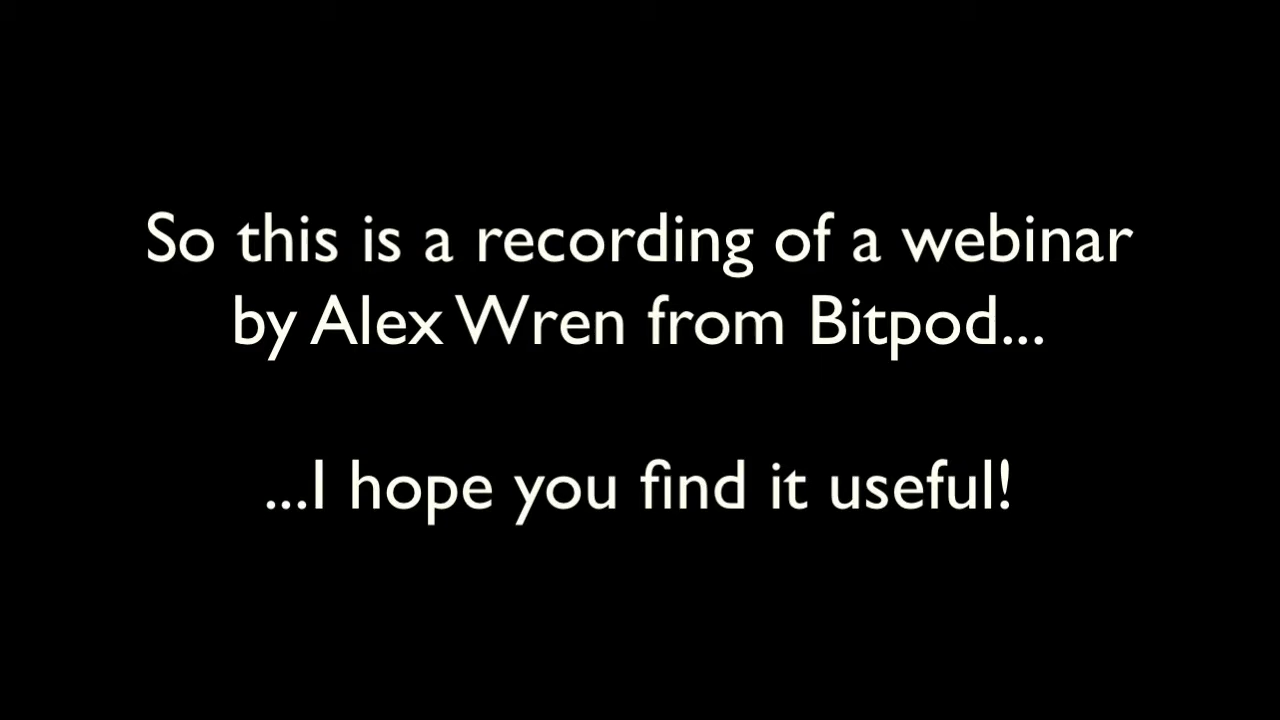 So this is a recording of a webinar
by Alex Wren from Bitpod...
...I hope you find it useful!